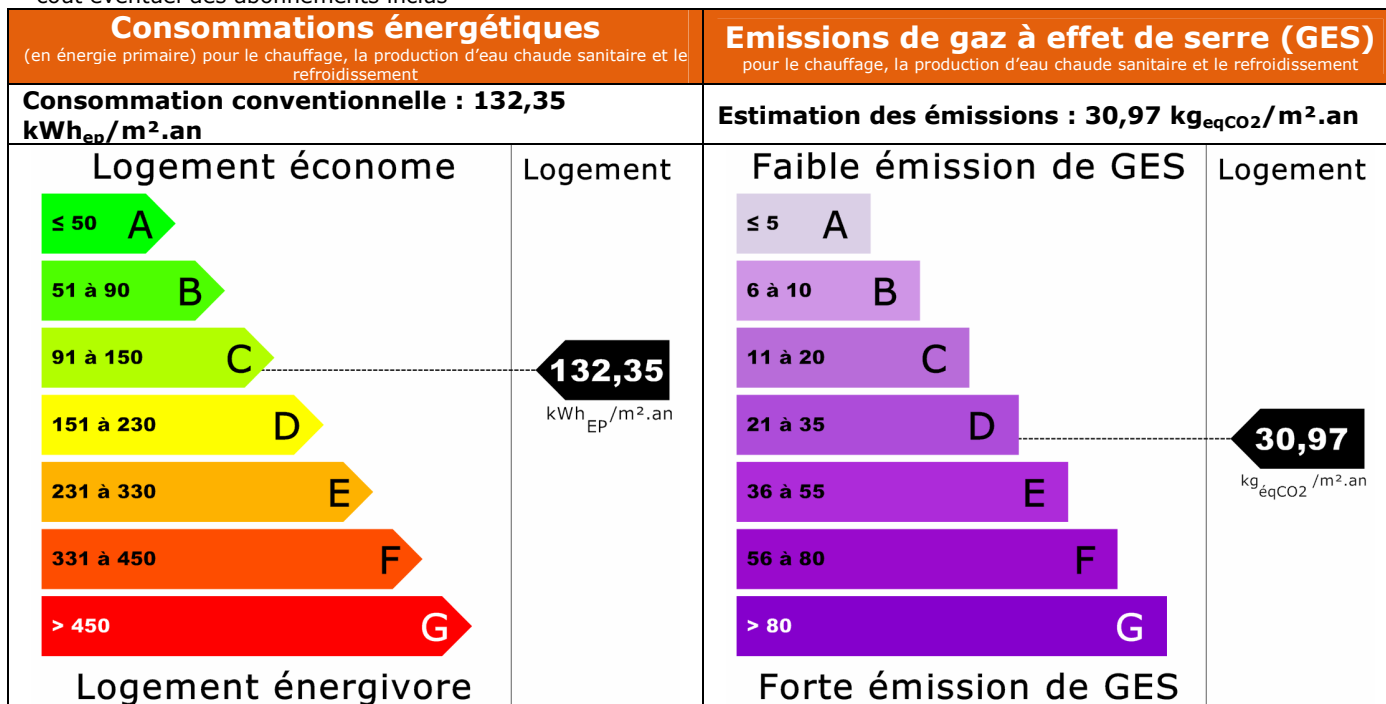 coût éventuel des abonnements inclus
Consommations énergétiques
(en énergie primaire) pour le chauffage, la production d'eau chaude sanitaire et le
refroidissement
Emissions de gaz à effet de serre (GES)
pour le chauffage, la production d'eau chaude sanitaire et le refroidissement
Consommation conventionnelle : 132,35
kWhep/m².an
Estimation des émissions : 30,97 kgeqCO2/m².an
Logement économe
Logement
≤ 50 A
51 à 90 B
91 à 150 C
132,35
kWhEP/m².an
151 à 230 D
231 à 330 E
331 à 450 F
> 450 G
Logement énergivore
Faible émission de GES
Logement
≤ 5 A
6 à 10 B
11 à 20 C
21 à 35 D
30,97
kgéqCO2/m².an
36 à 55 E
56 à 80 F
> 80 G
Forte émission de GES